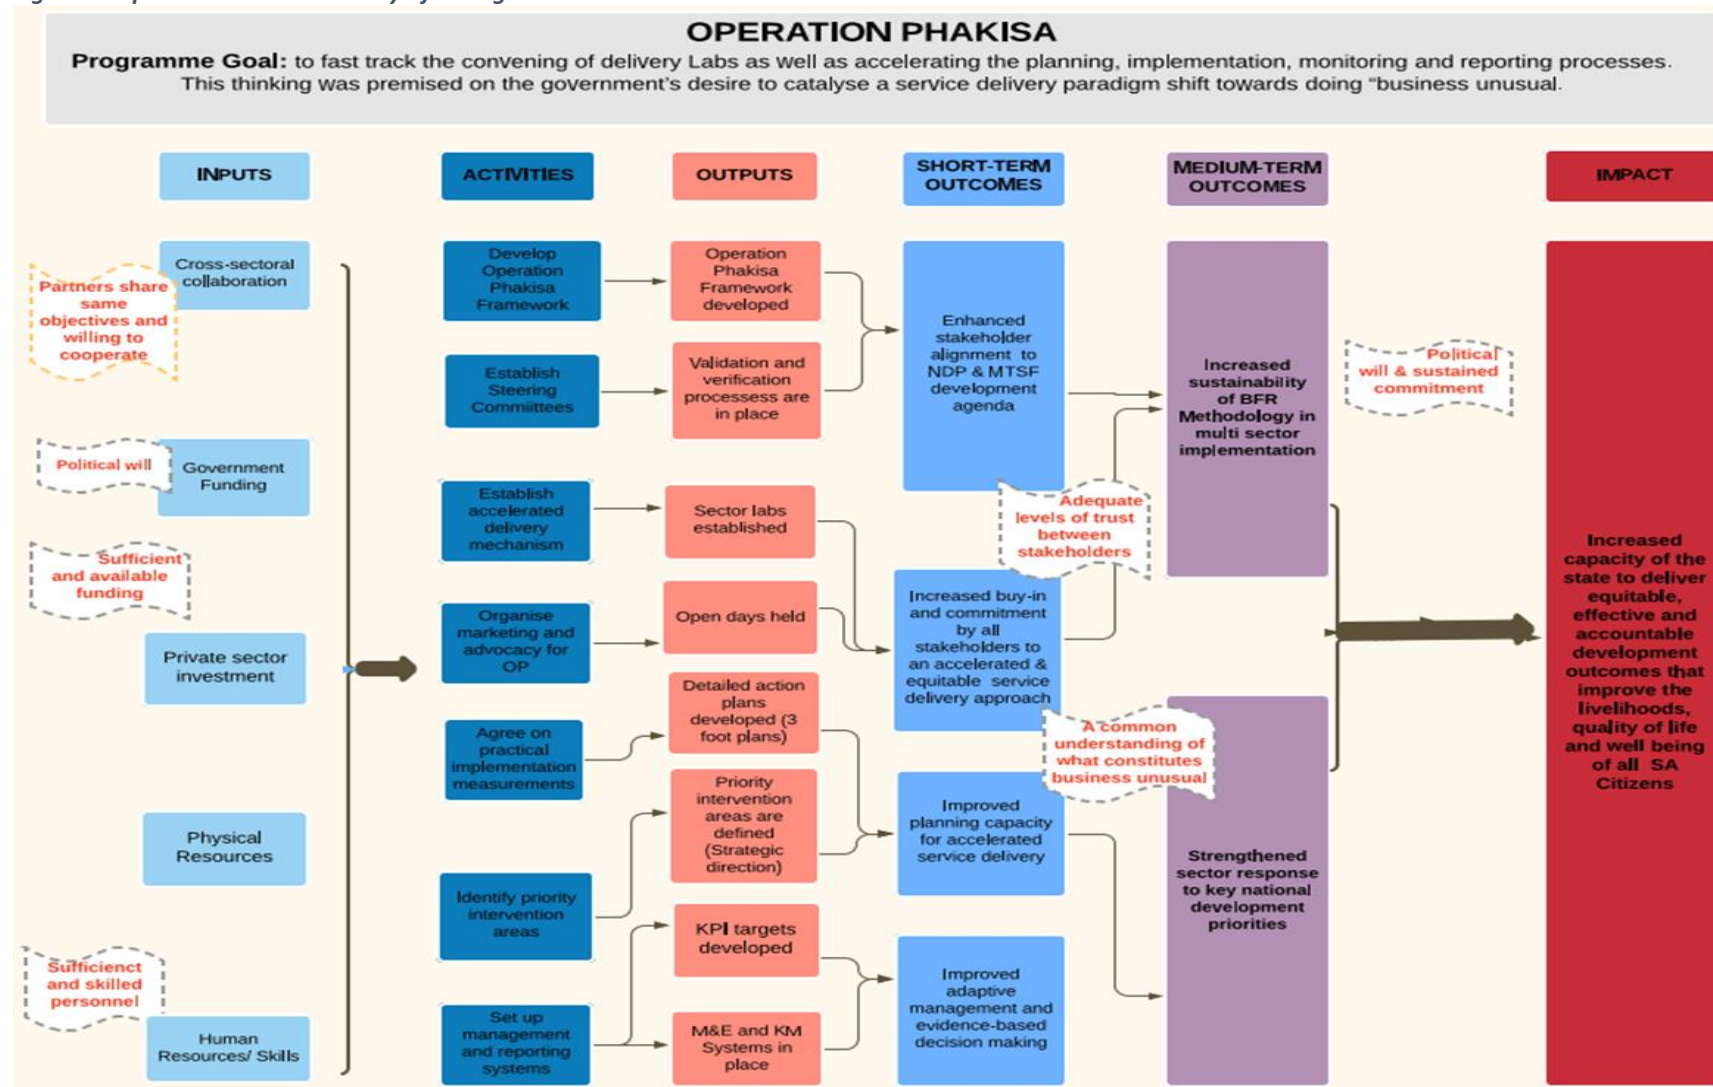 OPERATION PHAKISA
Programme Goal: to fast track the convening of delivery Labs as well as accelerating the planning, implementation, monitoring and reporting processes.
This thinking was premised on the government's desire to catalyse a service delivery paradigm shift towards doing "business unusual.
INPUTS
ACTIVITIES
OUTPUTS
SHORT-TERM
OUTCOMES
MEDIUM-TERM
OUTCOMES
IMPACT
Cross-sectoral
collaboration
Partners share
same
objectives and
willing to
cooperate
Political will
Government
Funding
Sufficient
and available
funding
Private sector
investment
Physical
Resources
Sufficienct
and skilled
personnel
Human
Resources/ Skills
Develop
Operation
Phakisa
Framework
Establish
Steering
Commiittees
Establish
accelerated
delivery
mechanism
Organise
marketing and
advocacy for
OP
Agree on
practical
implementation
measurements
Identify priority
intervention
areas
Set up
management
and reporting
systems
Operation
Phakisa
Framework
developed
Validation and
verification
processess are
in place
Sector labs
established
Open days held
Detailed action
plans
developed (3
foot plans)
Priority
intervention
areas are
defined
(Strategic
direction)
KPI targets
developed
M&E and KM
Systems in
place
Enhanced
stakeholder
alignment to
NDP & MTSF
development
agenda
Adequate
levels of trust
between
stakeholders
Increased buy-in
and commitment
by all
stakeholders to
an accelerated &
equitable service
delivery approach
A common
understanding of
what constitutes
business unusual
Improved
planning capacity
for accelerated
service delivery
Improved
adaptive
management and
evidence-based
decision making
Increased
sustainability
of BFR
Methodology in
multi sector
implementation
Strengthened
sector response
to key national
development
priorities
Political
will & sustained
commitment
Increased
capacity of the
state to deliver
equitable,
effective and
accountable
development
outcomes that
improve the
livelihoods,
quality of life
and well being
of all SA
Citizens